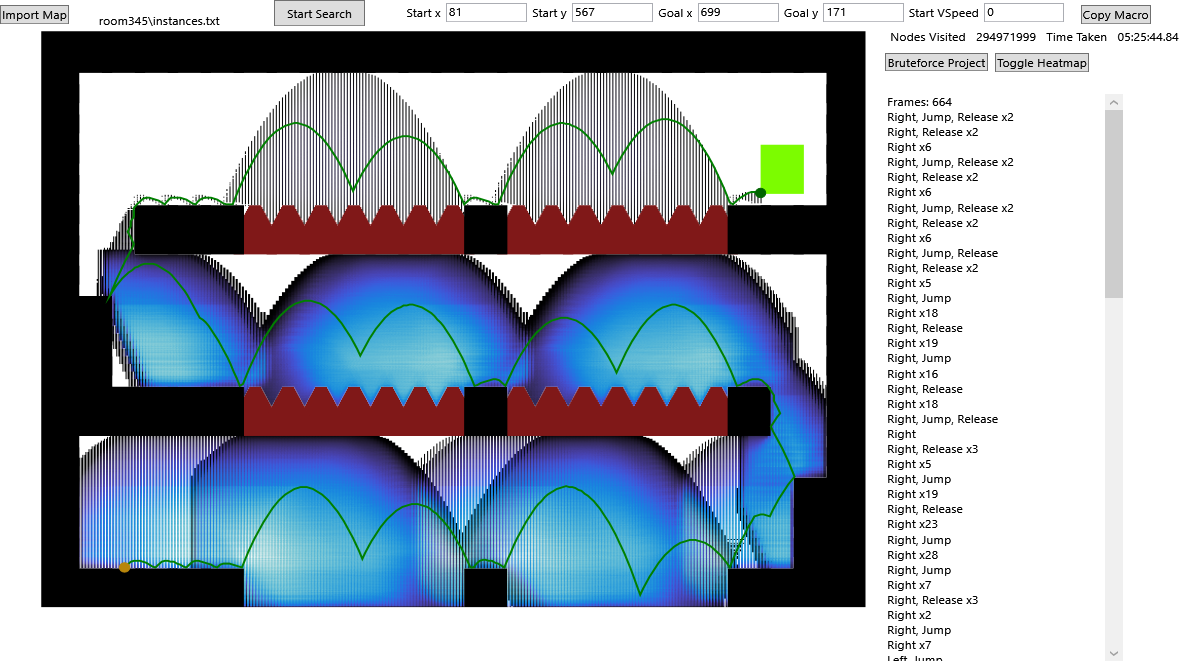 Import Map room345\instances.txt Start Search Start x 81 Start y 567 Goal x 699 Goal y 171 Start VSpeed 0 Copy Macro
Nodes Visited 294971999 Time Taken 05:25:44.84
Bruteforce Project Toggle Heatmap
Frames: 664
Right, Jump, Release x2
Right, Release x2
Right x6
Right, Jump, Release x2
Right, Release x2
Right x6
Right, Jump, Release x2
Right, Release x2
Right x6
Right, Jump, Release
Right, Release x2
Right x5
Right, Jump
Right x18
Right, Release
Right x19
Right, Jump
Right x16
Right, Release
Right x18
Right, Jump, Release
Right
Right, Release x3
Right x5
Right, Jump
Right x19
Right, Release
Right x23
Right, Jump
Right x28
Right, Jump
Right x7
Right, Release x3
Right x2
Right, Jump
Right x7
Left, Jump